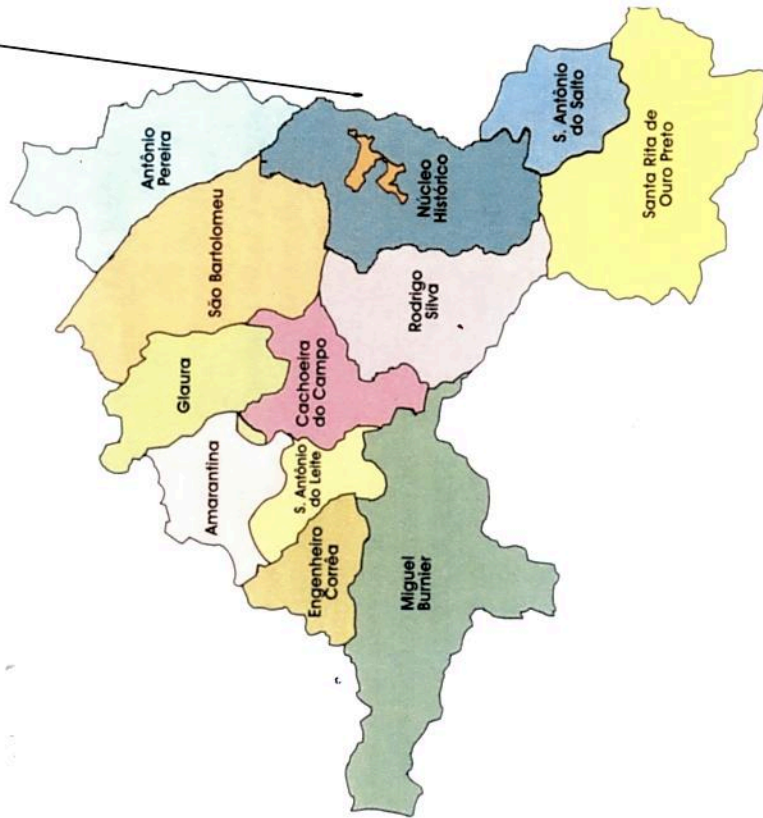 Antônio
Pereira
São Bartolomeu
Glaura
Amarantina
Cachoeira
do Campo
S. Antônio
do Leite
Engenheiro
Corrêa
Miguel
Burnier
Rodrigo
Silva
Núcleo
Histórico
S. Antônio
do Salto
Santa Rita de
Ouro Preto